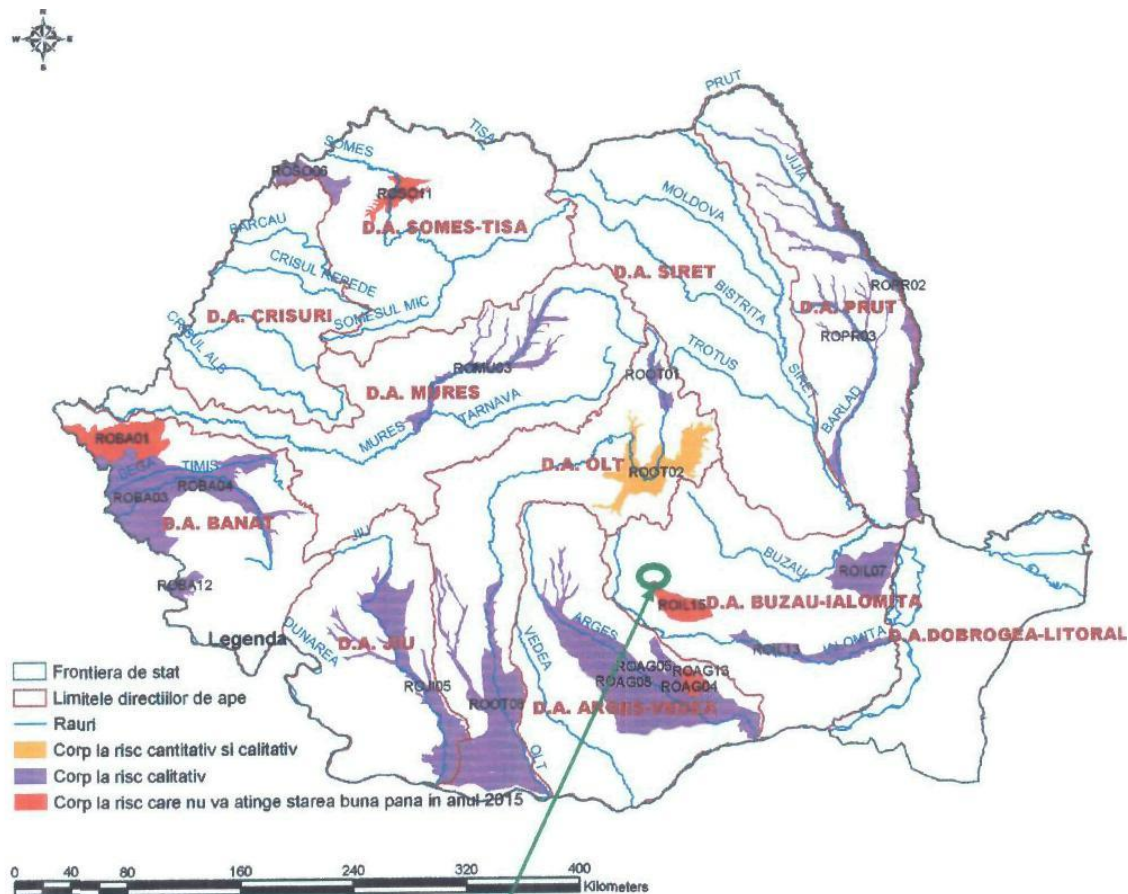 N
W
E
S
PRUT
TISA
SOMES
JIJIA
ROSO06
ROSO11
MOLDOVA
BARCAU
D.A. SOMES-TISA
CRISUL REPEDE
D.A. SIRET
ROPR02
BISTRITA
D.A. PRUT
D.A. CRISURI
SOMESUL MIC
ROPR03
CRISUL ALB
TROTUS
SIRET
ROMU03
ROOT01
D.A. MURES
TARNAVA
BARLAD
MURES
ROBA01
BEGA
TIMIS
D.A. OLT
ROOT02
ROBA03
ROBA04
D.A. BANAT
JIU
BUZAU
ROIL07
ROBA12
ROIL15
D.A. BUZAU-IALOMITA
DUNAREA
Legenda
D.A. JIU
ARGES
VEDEA
ROIL13
IALOMITA
D.A.DOBROGEA-LITORAL
ROAG13
ROAG04
ROJI05
D.A. ARGES-VEDEA
OLT
Frontiera de stat
Limitele directiilor de ape
Rauri
Corp la risc cantitativ si calitativ
Corp la risc calitativ
Corp la risc care nu va atinge starea buna pana in anul 2015
0 40 80 160 240 320 400
Kilometers